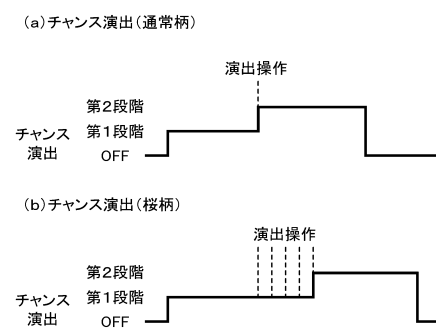 (a)チャンス演出(通常柄)
演出操作
第2段階
第1段階
OFF
チャンス
演出
(b)チャンス演出(桜柄)
演出操作
第2段階
第1段階
OFF
チャンス
演出